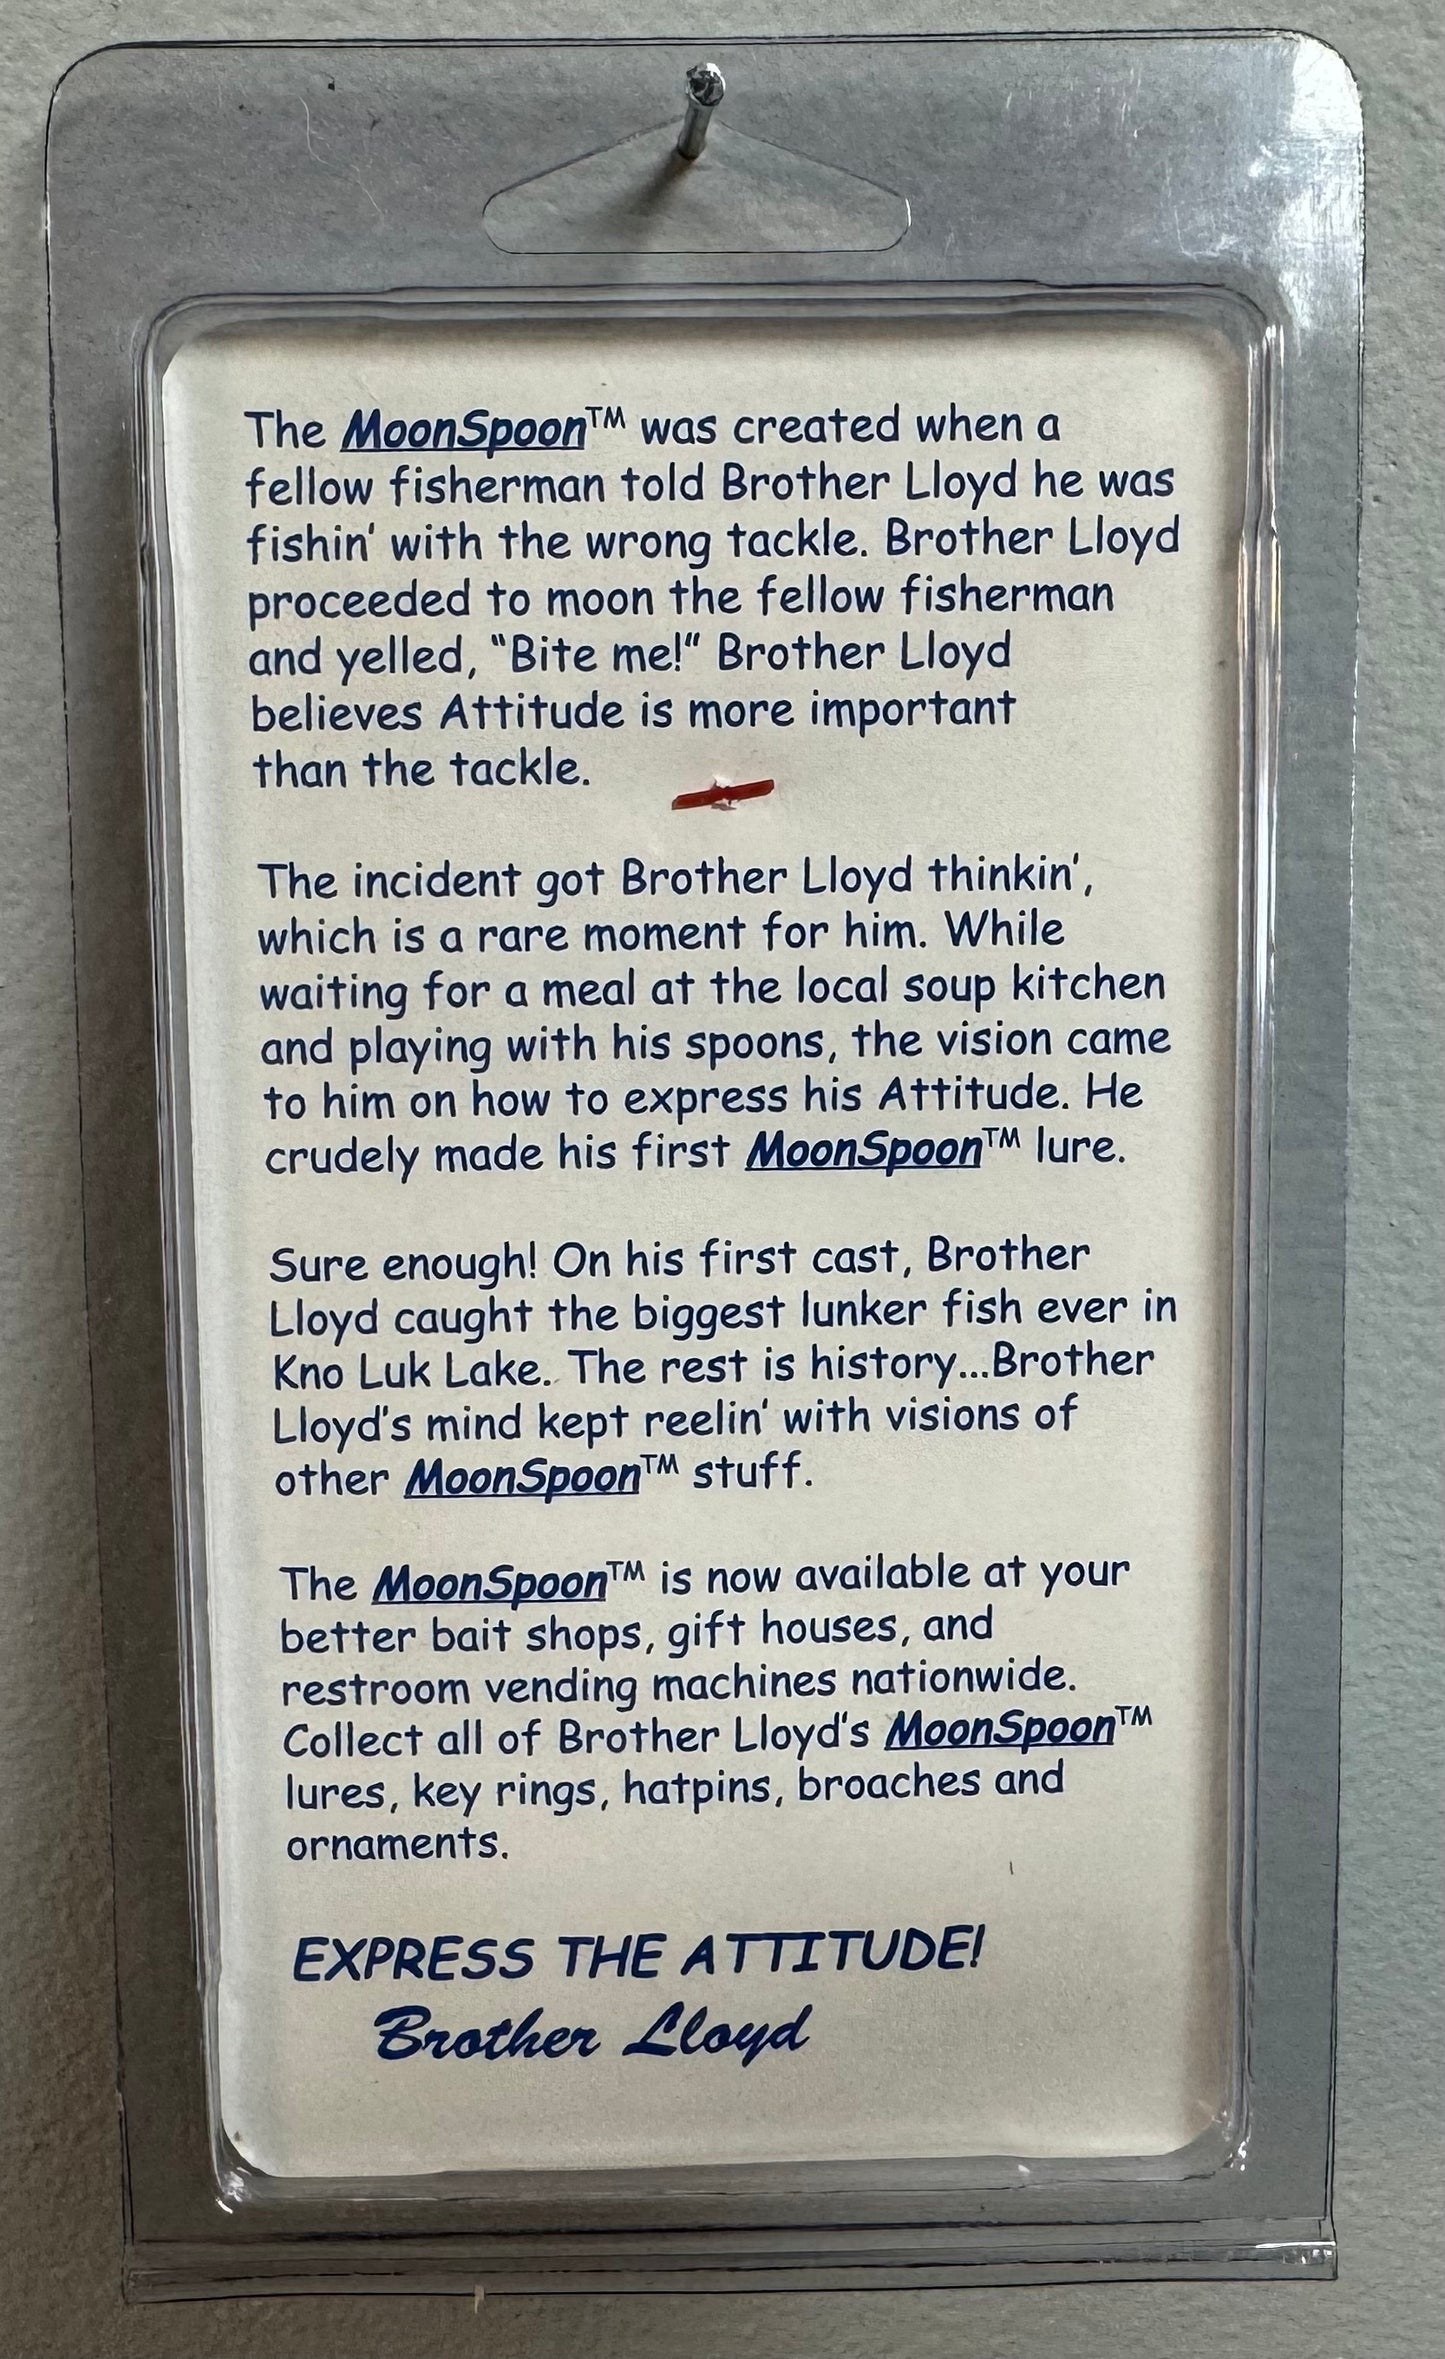 The MoonSpoon™ was created when a
fellow fisherman told Brother Lloyd he was
fishin' with the wrong tackle. Brother Lloyd
proceeded to moon the fellow fisherman
and yelled, “Bite me!” Brother Lloyd
believes Attitude is more important
than the tackle.
The incident got Brother Lloyd thinkin',
which is a rare moment for him. While
waiting for a meal at the local soup kitchen
and playing with his spoons, the vision came
to him on how to express his Attitude. He
crudely made his first MoonSpoon™ lure.
Sure enough! On his first cast, Brother
Lloyd caught the biggest lunker fish ever in
Kno Luk Lake. The rest is history...Brother
Lloyd's mind kept reelin' with visions of
other MoonSpoon™ stuff.
The MoonSpoon™ is now available at your
better bait shops, gift houses, and
restroom vending machines nationwide.
Collect all of Brother Lloyd's MoonSpoon™
lures, key rings, hatpins, broaches and
ornaments.
EXPRESS THE ATTITUDE!
Brother Lloyd